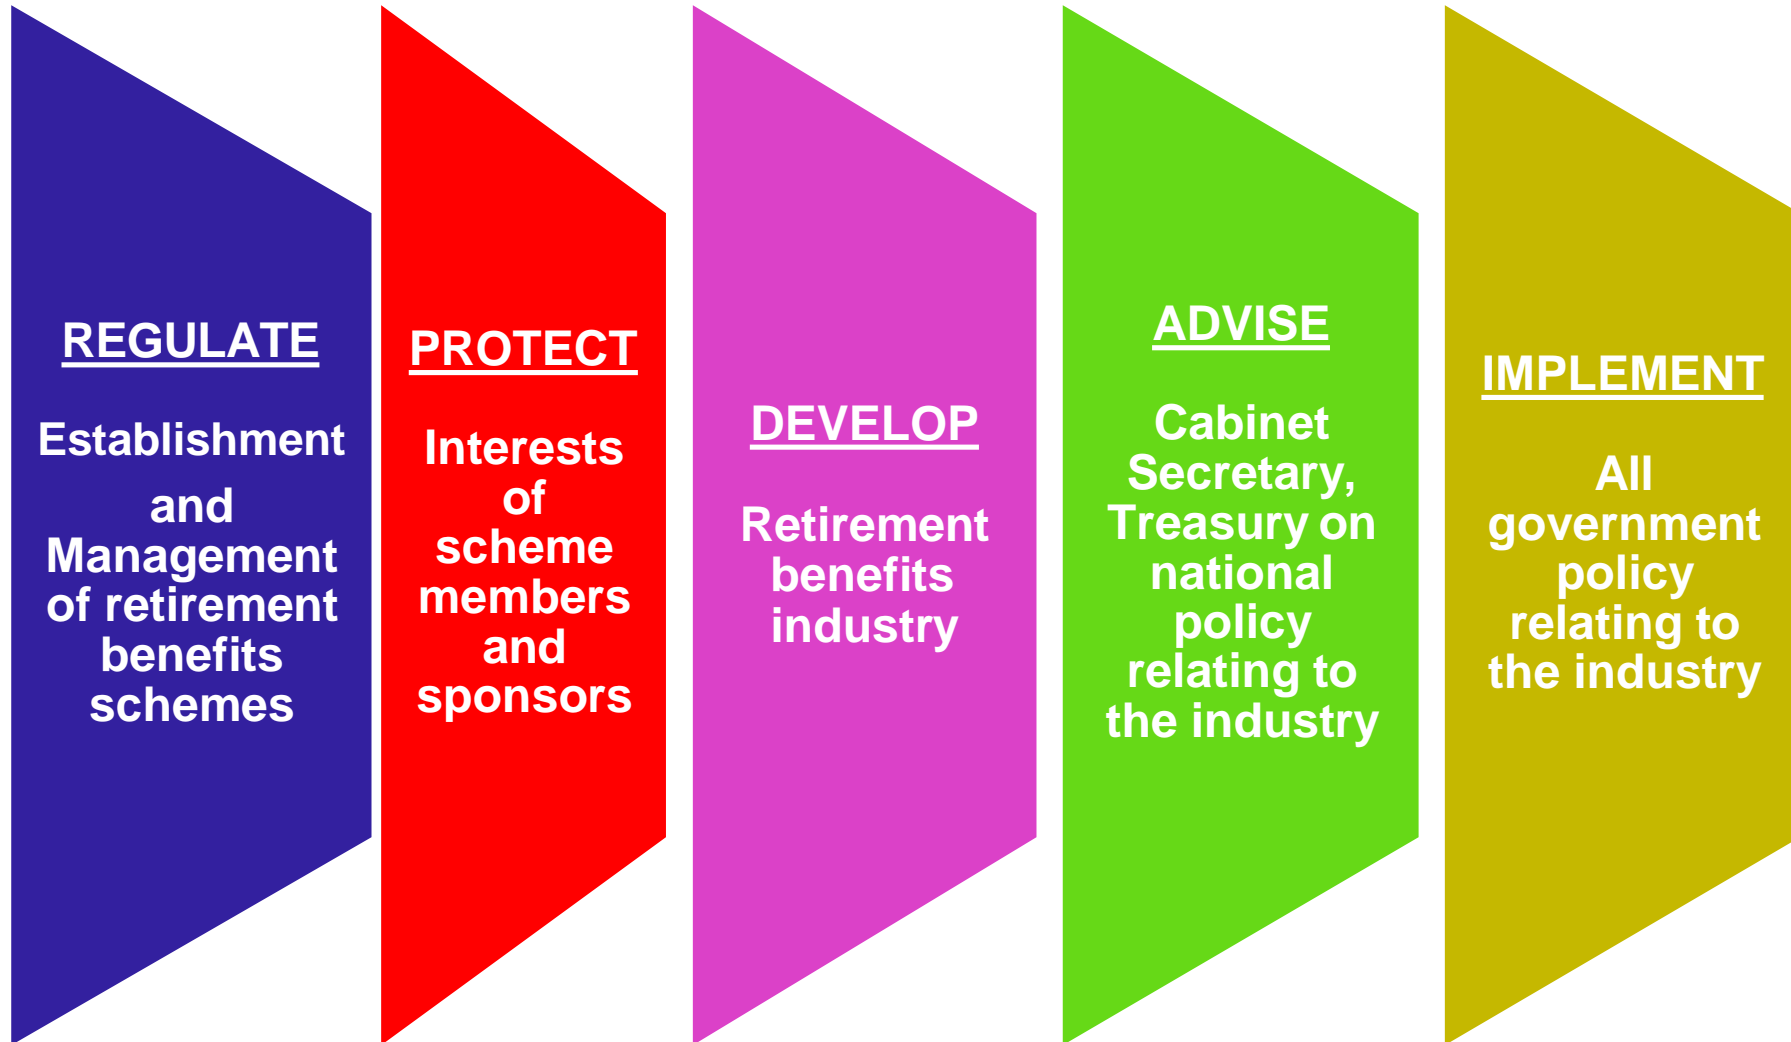 REGULATE
Establishment
and
Management
of retirement
benefits
schemes
PROTECT
Interests
of
scheme
members
and
sponsors
DEVELOP
Retirement
benefits
industry
ADVISE
Cabinet
Secretary,
Treasury on
national
policy
relating to
the industry
IMPLEMENT
All
government
policy
relating to
the industry